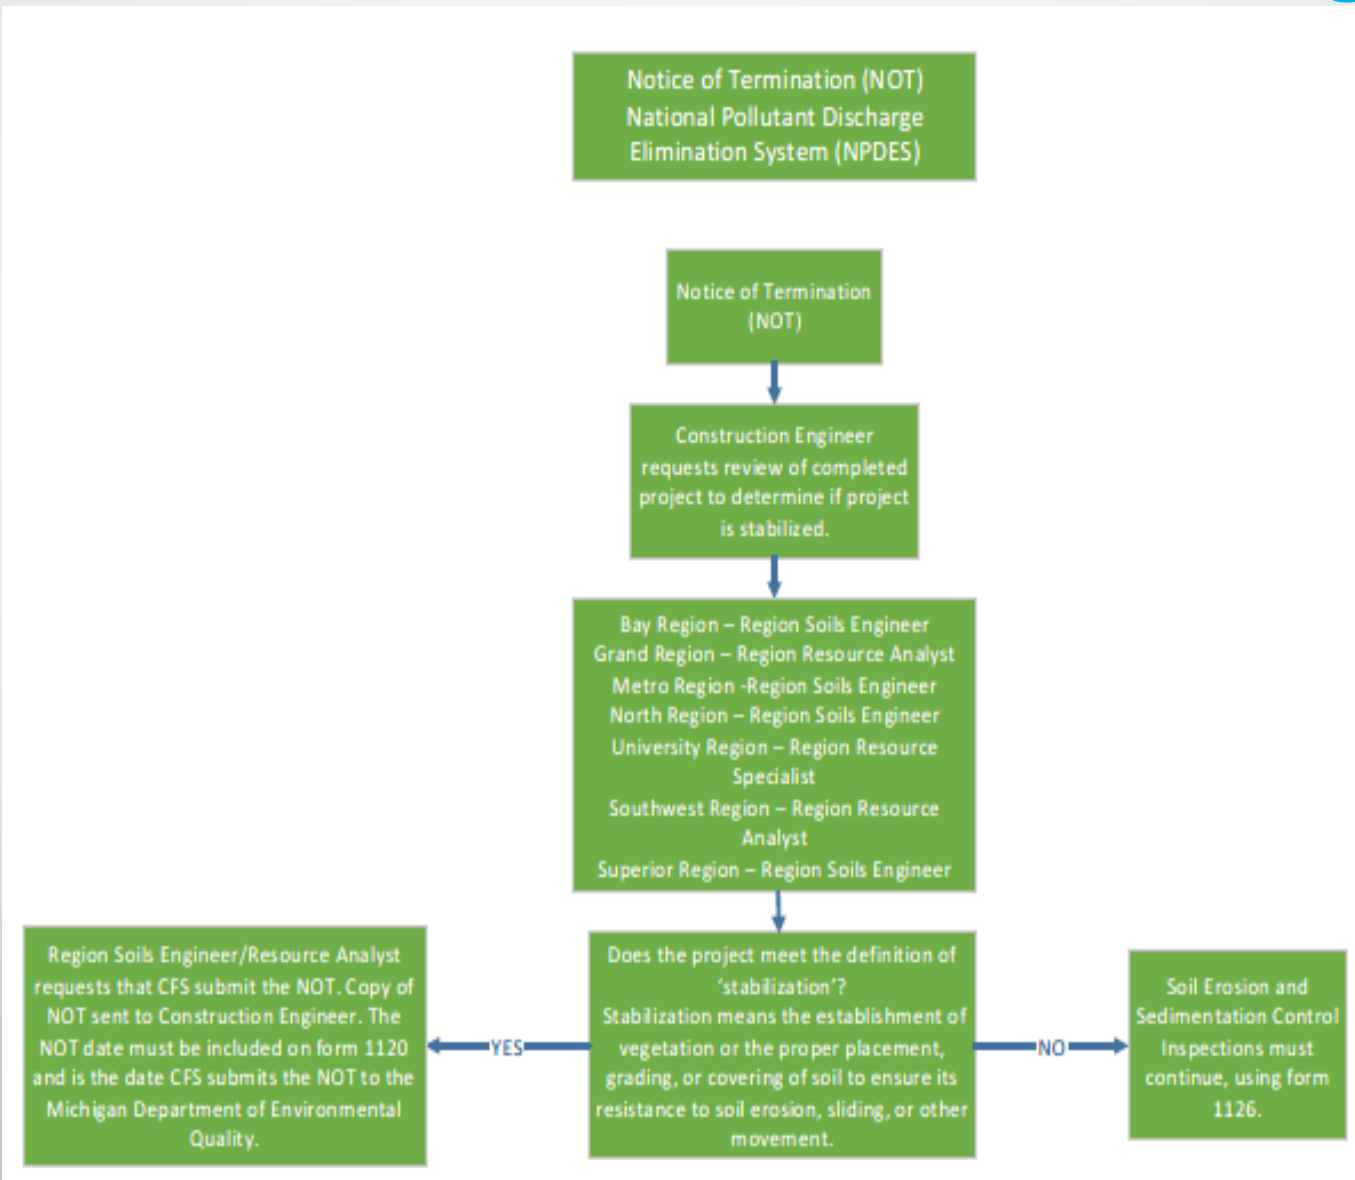 Notice of Termination (NOT)
National Pollutant Discharge
Elimination System (NPDES)
Notice of Termination
(NOT)
Construction Engineer
requests review of completed
project to determine if project
is stabilized.
Bay Region – Region Soils Engineer
Grand Region – Region Resource Analyst
Metro Region -Region Soils Engineer
North Region – Region Soils Engineer
University Region – Region Resource
Specialist
Southwest Region – Region Resource
Analyst
Superior Region – Region Soils Engineer
Does the project meet the definition of
‘stabilization’?
Stabilization means the establishment of
vegetation or the proper placement,
grading, or covering of soil to ensure its
resistance to soil erosion, sliding, or other
movement.
YES
Region Soils Engineer/Resource Analyst
requests that CFS submit the NOT. Copy of
NOT sent to Construction Engineer. The
NOT date must be included on form 1120
and is the date CFS submits the NOT to the
Michigan Department of Environmental
Quality.
NO
Soil Erosion and
Sedimentation Control
Inspections must
continue, using form
1126.